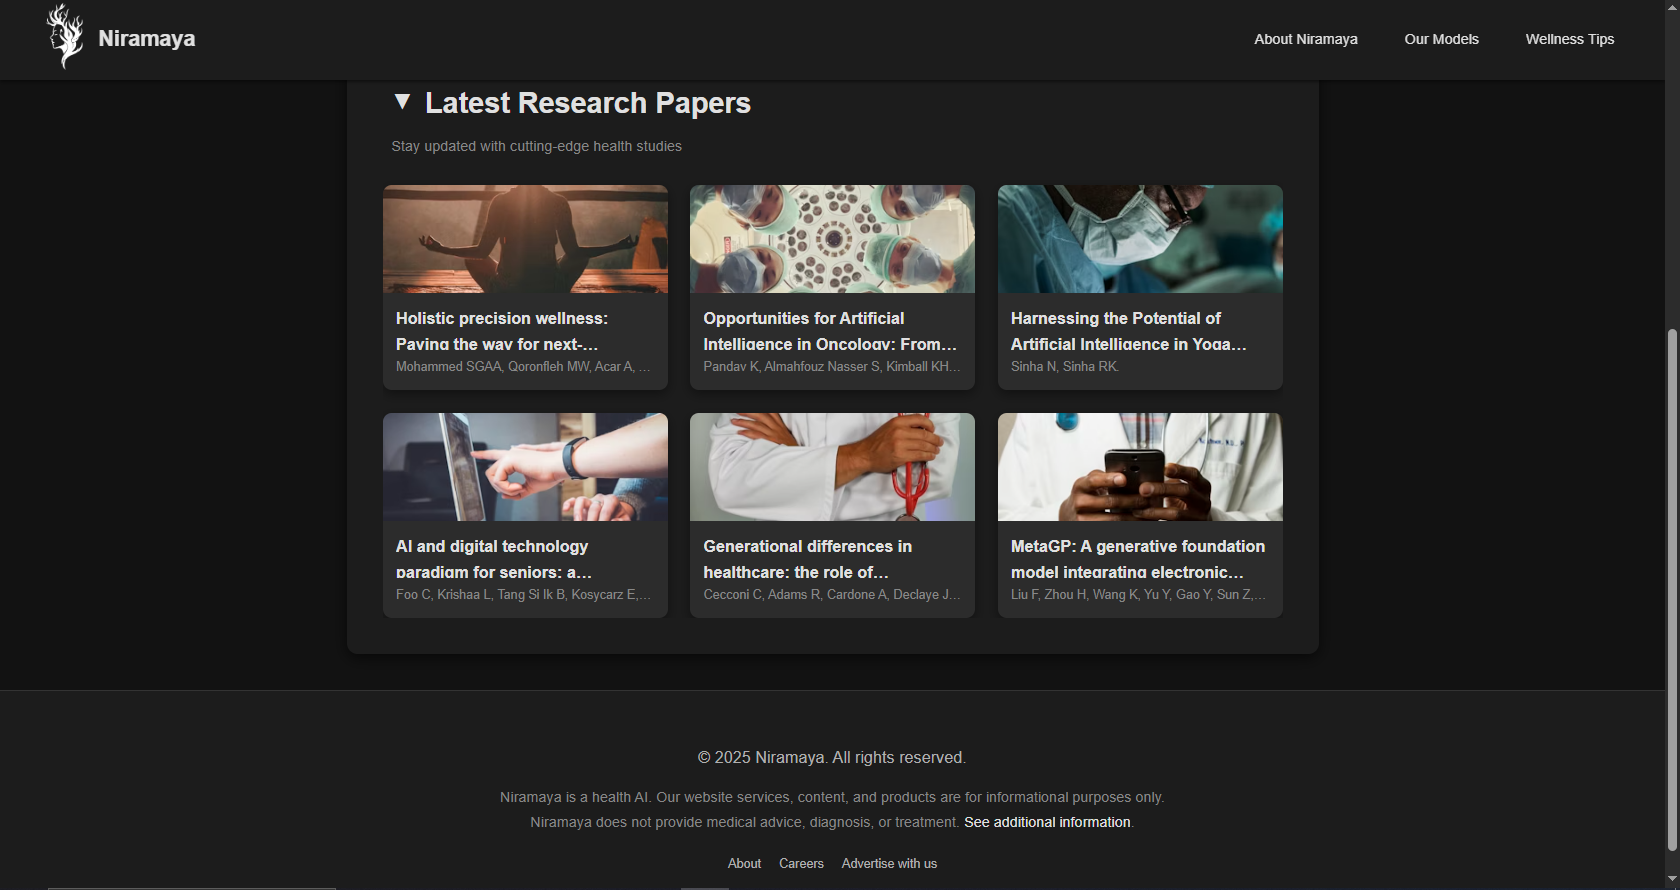 Niramaya
About Niramaya
Our Models
Wellness Tips
▼ Latest Research Papers
Stay updated with cutting-edge health studies
Holistic precision wellness:
Paving the way for next-...
Mohammed SGAA, Qoronfleh MW, Acar A, ...
Opportunities for Artificial
Intelligence in Oncology: From...
Pandav K, Almahfouz Nasser S, Kimball KH...
Harnessing the Potential of
Artificial Intelligence in Yoga...
Sinha N, Sinha RK.
AI and digital technology
paradigm for seniors: a...
Foo C, Krishaa L, Tang Si Ik B, Kosycarz E,...
Generational differences in
healthcare: the role of...
Cecconi C, Adams R, Cardone A, Declaye J...
MetaGP: A generative foundation
model integrating electronic...
Liu F, Zhou H, Wang K, Yu Y, Gao Y, Sun Z,...
© 2025 Niramaya. All rights reserved.
Niramaya is a health AI. Our website services, content, and products are for informational purposes only.
Niramaya does not provide medical advice, diagnosis, or treatment. See additional information.
About
Careers
Advertise with us